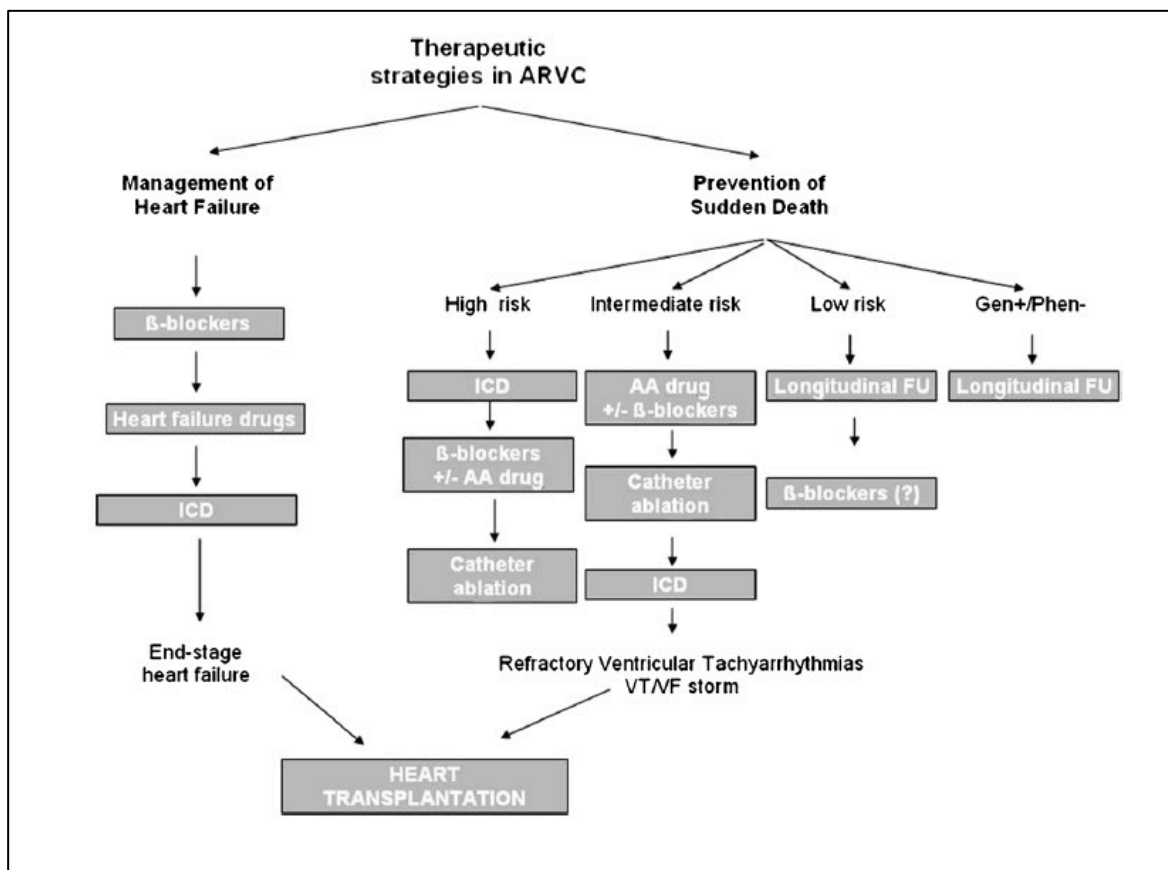 Therapeutic
strategies in ARVC
Management of
Heart Failure
Prevention of
Sudden Death
High risk
Intermediate risk
Low risk
Gen+/Phen-
ß-blockers
Heart failure drugs
ICD
End-stage
heart failure
ICD
ß-blockers
+/- AA drug
Catheter
ablation
AA drug
+/- ß-blockers
Catheter
ablation
ICD
Longitudinal FU
ß-blockers (?)
Longitudinal FU
Refractory Ventricular Tachyarrhythmias
VT/VF storm
HEART
TRANSPLANTATION